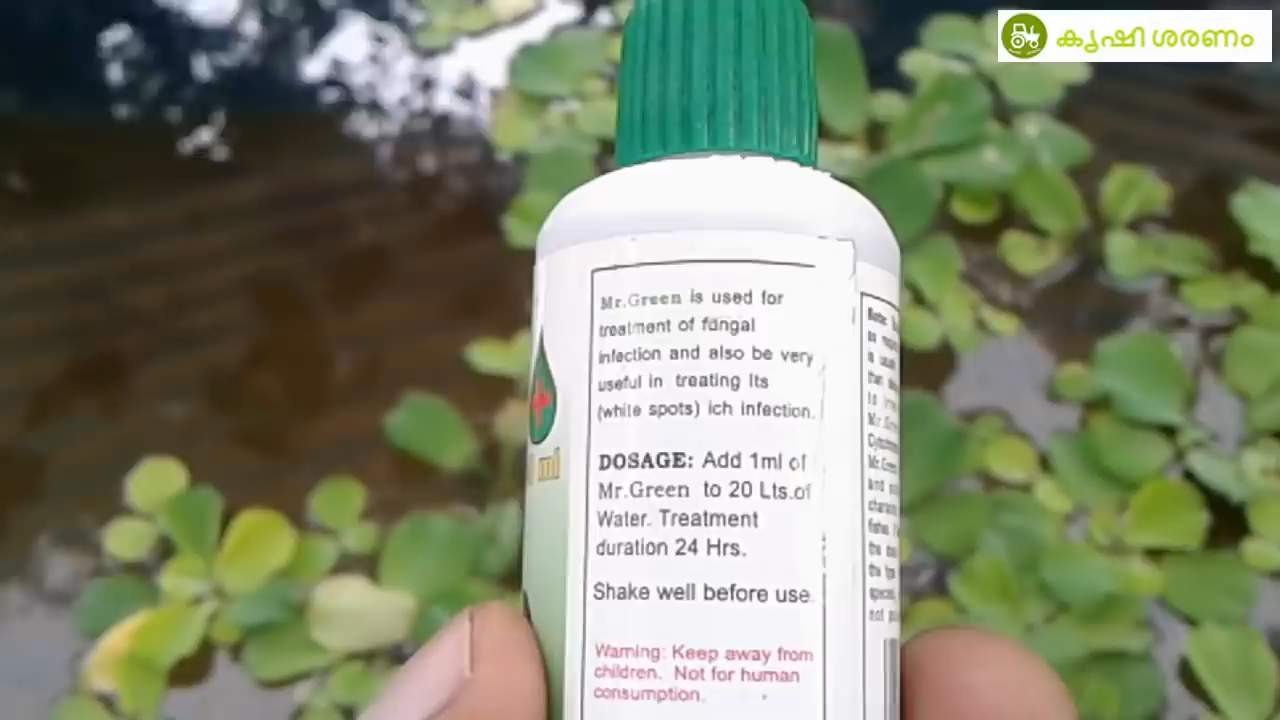 കൃഷി ശരണം
Mr.Green is used for
treatment of fungal
infection and also be very
useful in treating Its
(white spots) ich infection.
DOSAGE: Add 1ml of
Mr.Green to 20 Lts.of
Water. Treatment
duration 24 Hrs.
Shake well before use.
Warning: Keep away from
children. Not for human
consumption.
ml